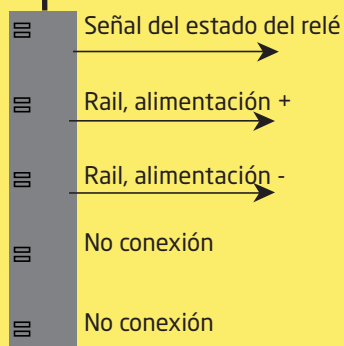 Señal del estado del relé
Rail, alimentación +
Rail, alimentación -
No conexión
No conexión